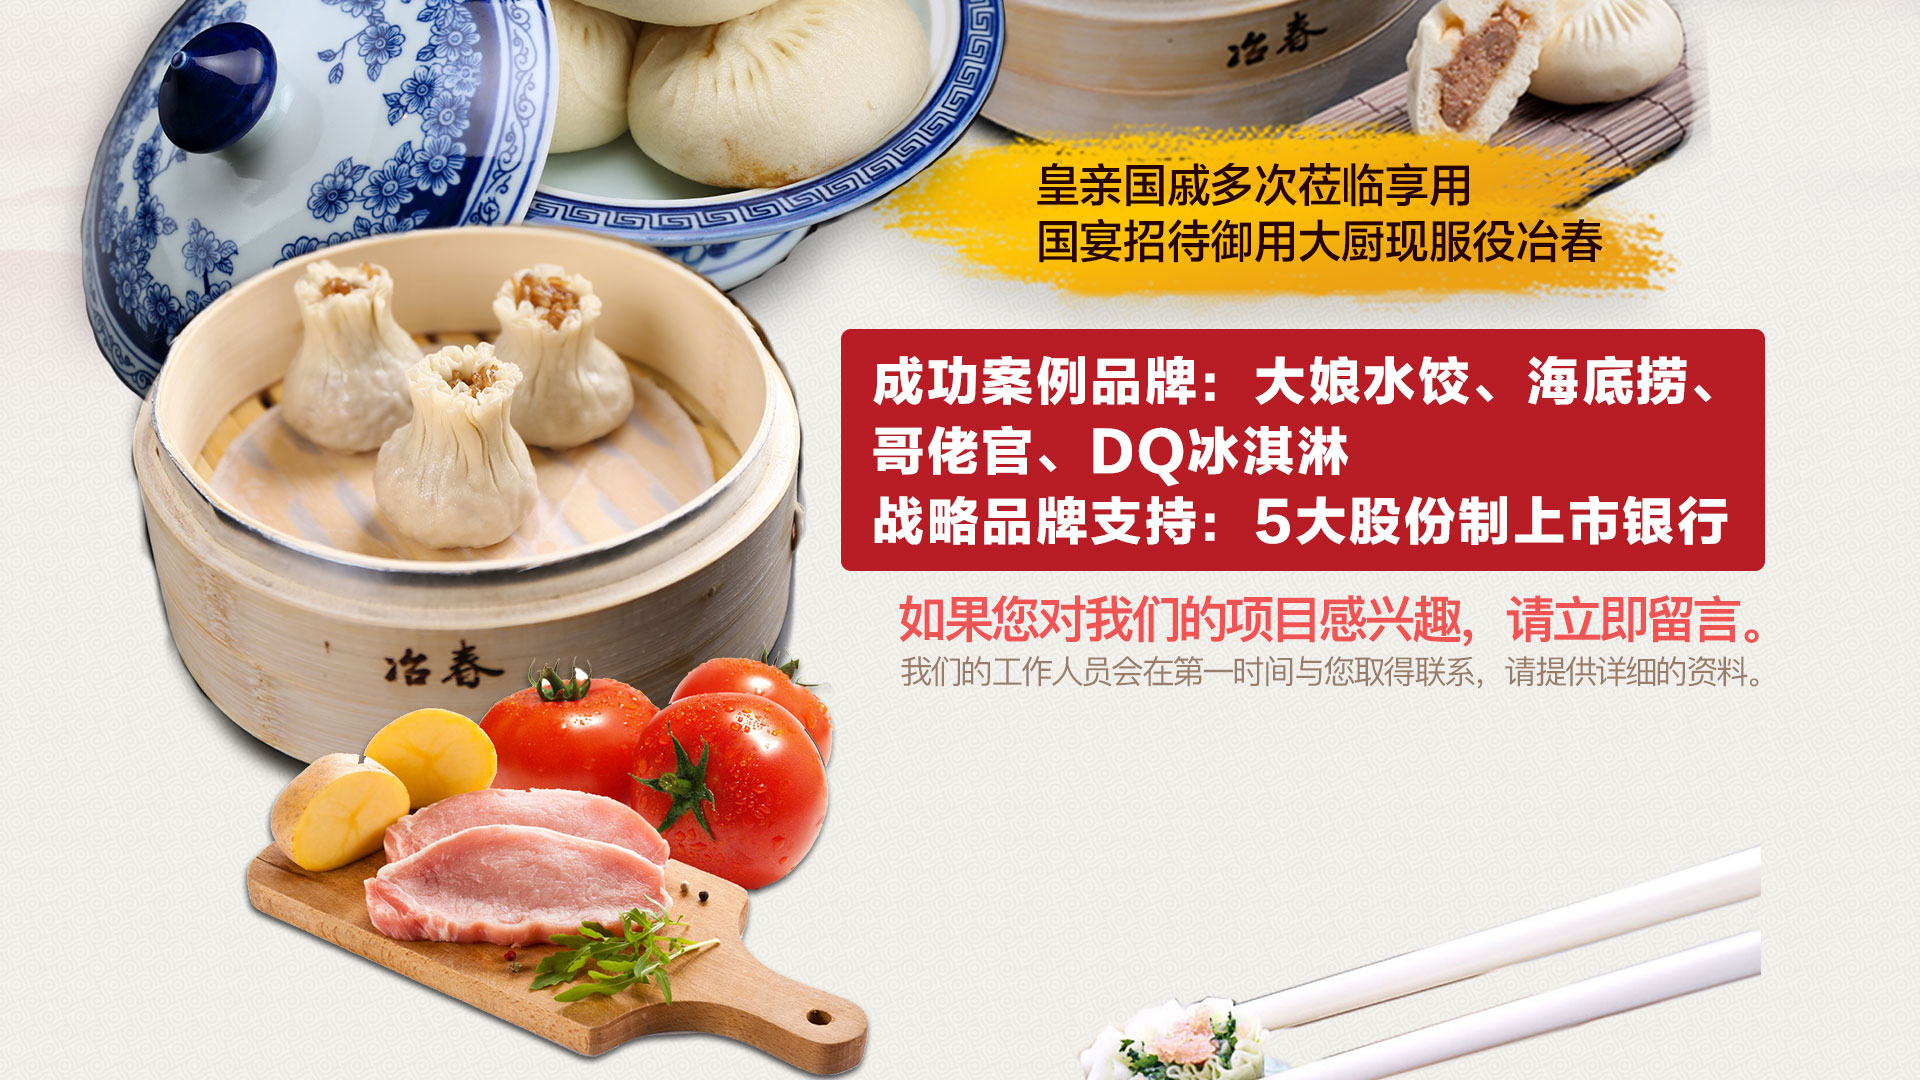 冶春
皇亲国戚多次莅临享用
国宴招待御用大厨现服役冶春
成功案例品牌：大娘水饺、海底捞、
哥佬官、DQ冰淇淋
战略品牌支持：5大股份制上市银行
如果您对我们的项目感兴趣，请立即留言。
我们的工作人员会在第一时间与您取得联系，请提供详细的资料。
冶春